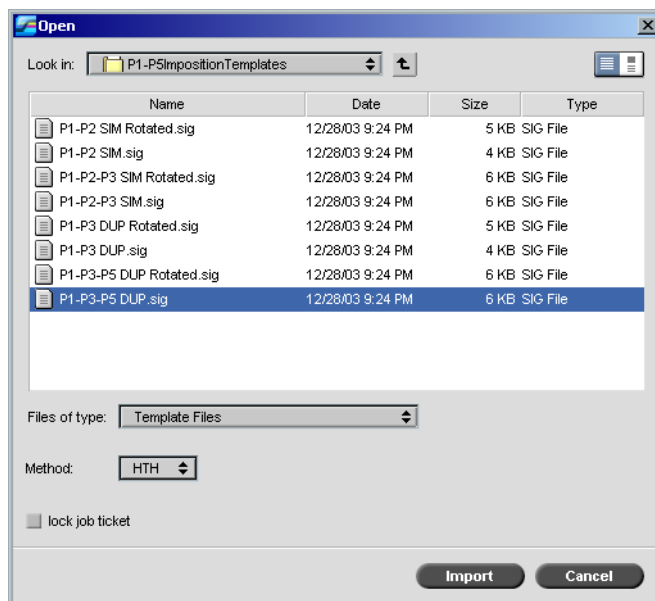 Open
Look in: P1-P5ImpositionTemplates
Name Date Size Type
P1-P2 SIM Rotated.sig 12/28/03 9:24 PM 5 KB SIG File
P1-P2 SIM.sig 12/28/03 9:24 PM 4 KB SIG File
P1-P2-P3 SIM Rotated.sig 12/28/03 9:24 PM 6 KB SIG File
P1-P2-P3 SIM.sig 12/28/03 9:24 PM 6 KB SIG File
P1-P3 DUP Rotated.sig 12/28/03 9:24 PM 5 KB SIG File
P1-P3 DUP.sig 12/28/03 9:24 PM 4 KB SIG File
P1-P3-P5 DUP Rotated.sig 12/28/03 9:24 PM 6 KB SIG File
P1-P3-P5 DUP.sig 12/28/03 9:24 PM 6 KB SIG File
Files of type: Template Files
Method: HTH
lock job ticket
Import Cancel